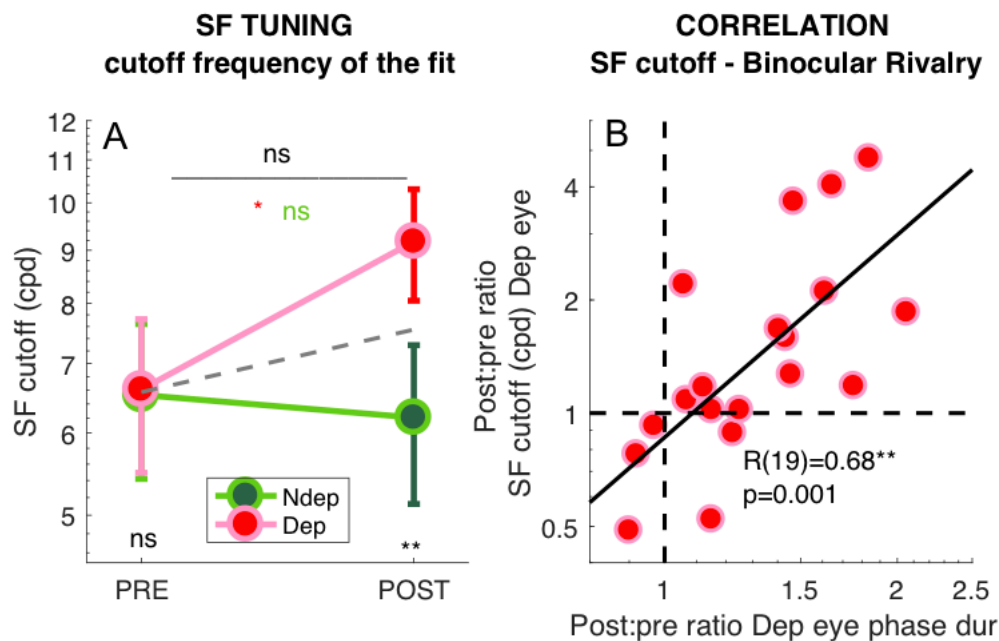 SF TUNING
cutoff frequency of the fit
A
12
11
10
9
8
7
6
5
SF cutoff (cpd)
ns
* ns
Ndep
Dep
ns
**
PRE
POST
CORRELATION
SF cutoff - Binocular Rivalry
B
4
2
1
0.5
Post:pre ratio
SF cutoff (cpd) Dep eye
R(19)=0.68**
p=0.001
1
1.5
2
2.5
Post:pre ratio Dep eye phase dur